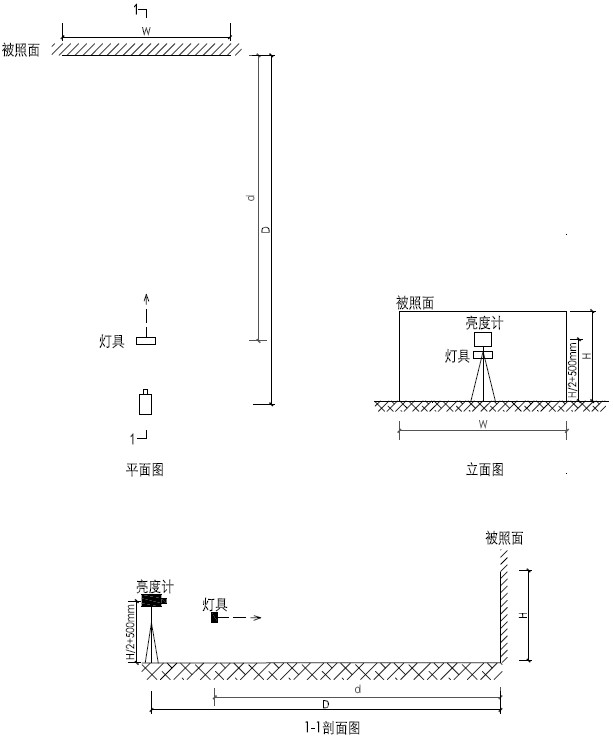 1
W
被照面
d
D
灯具
1
平面图
被照面
亮度计
灯具
H/2+500mm
H
W
立面图
被照面
亮度计
灯具
H/2+500mm
H
d
D
1-1剖面图